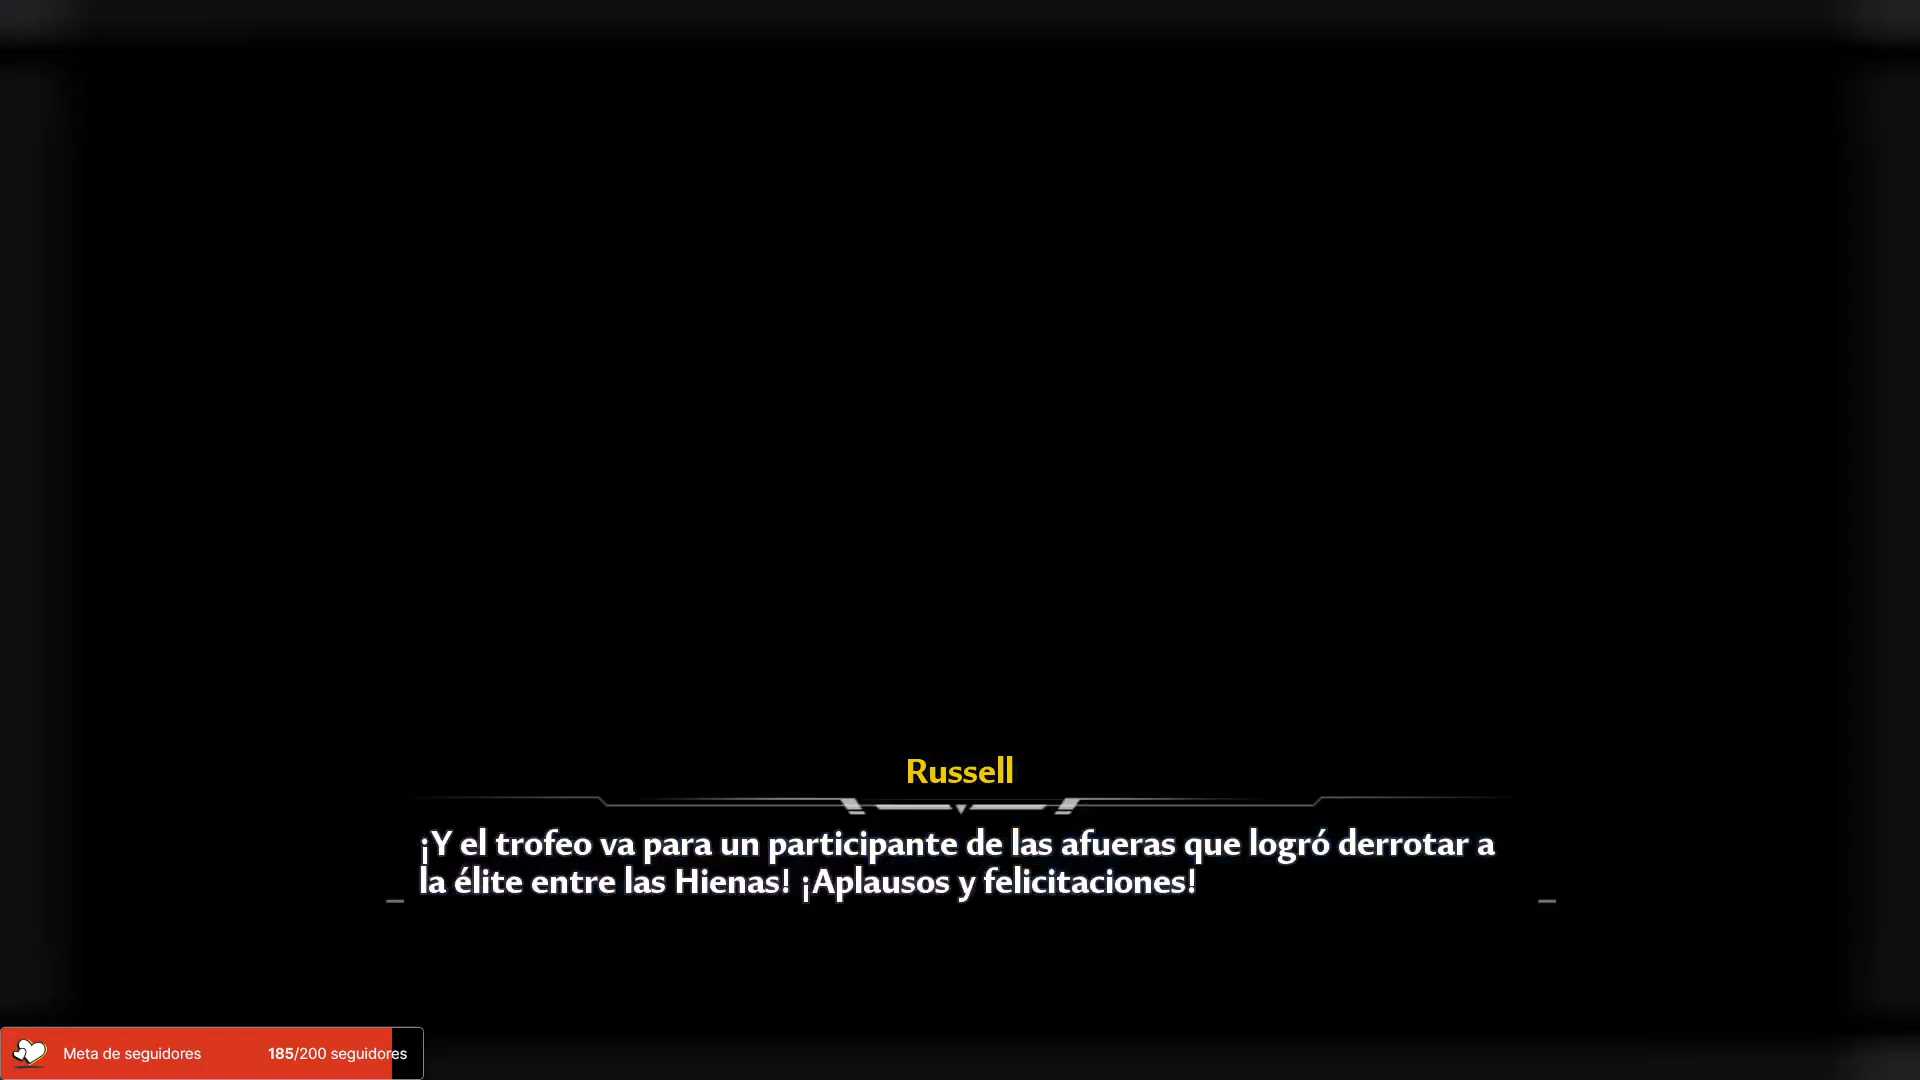 Russell
¡Y el trofeo va para un participante de las afueras que logró derrotar a
la élite entre las Hienas! ¡Aplausos y felicitaciones!
Meta de seguidores 185/200 seguidores